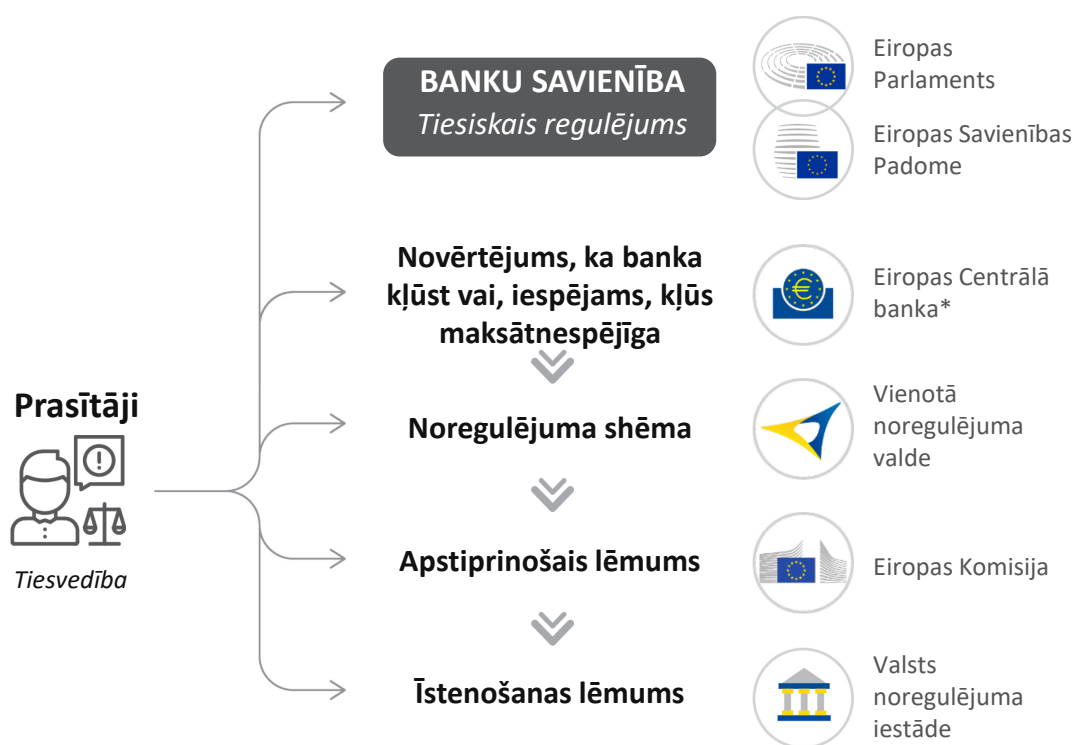 BANKU SAVIENĪBA
Tiesiskais regulējums
Eiropas
Parlaments
Eiropas Savienības
Padome
Novērtējums, ka banka
kļūst vai, iespējams, kļūs
maksātnespējīga
Eiropas Centrālā
banka*
Prasītāji
Tiesvedība
Noregulējuma shēma
Vienotā
noregulējuma
valde
Apstiprinošais lēmums
Eiropas Komisija
Īstenošanas lēmums
Valsts
noregulējuma
iestāde